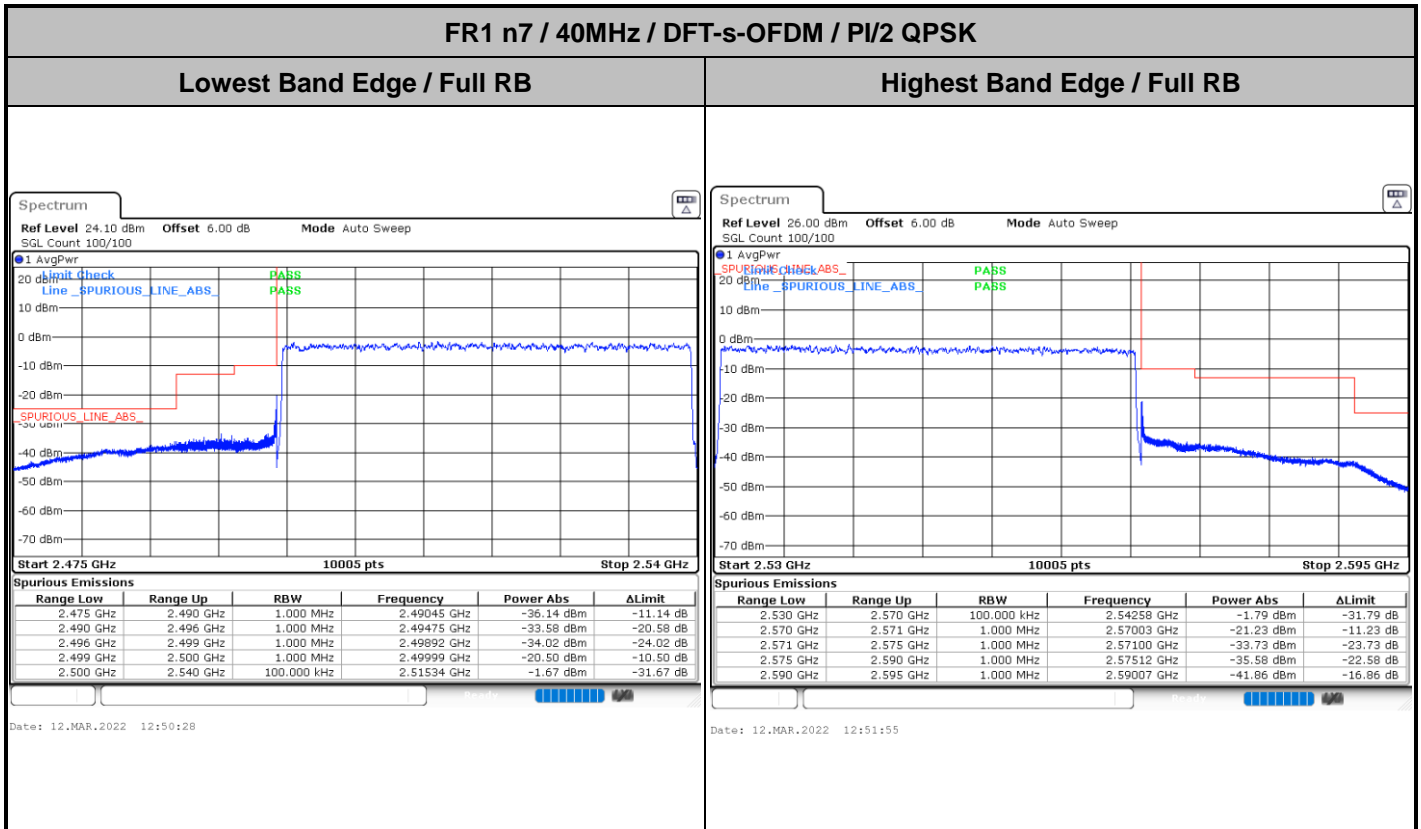 FR1 n7 / 40MHz / DFT-s-OFDM / PI/2 QPSK
Lowest Band Edge / Full RB
Highest Band Edge / Full RB
Spectrum
Ref Level 24.10 dBm Offset 6.00 dB Mode Auto Sweep
SGL Count 100/100
1 AvgPwr
Limit Check PASS
20 dBm
Line _SPURIOUS_LINE_ABS_ PASS
10 dBm
0 dBm
-10 dBm
-20 dBm
_SPURIOUS_LINE_ABS_
-30 dBm
-40 dBm
-50 dBm
-60 dBm
-70 dBm
Start 2.475 GHz 10005 pts Stop 2.54 GHz
Spurious Emissions
Range Low Range Up RBW Frequency Power Abs ΔLimit
2.475 GHz 2.490 GHz 1.000 MHz 2.49045 GHz -36.14 dBm -11.14 dB
2.490 GHz 2.496 GHz 1.000 MHz 2.49475 GHz -33.58 dBm -20.58 dB
2.496 GHz 2.499 GHz 1.000 MHz 2.49892 GHz -34.02 dBm -24.02 dB
2.499 GHz 2.500 GHz 1.000 MHz 2.49999 GHz -20.50 dBm -10.50 dB
2.500 GHz 2.540 GHz 100.000 kHz 2.51534 GHz -1.67 dBm -31.67 dB
Ready
Date: 12.MAR.2022 12:50:28
Spectrum
Ref Level 26.00 dBm Offset 6.00 dB Mode Auto Sweep
SGL Count 100/100
1 AvgPwr
_SPURIOUS_LINE_ABS_
Limit Check PASS
20 dBm
Line _SPURIOUS_LINE_ABS_ PASS
10 dBm
0 dBm
-10 dBm
-20 dBm
-30 dBm
-40 dBm
-50 dBm
-60 dBm
-70 dBm
Start 2.53 GHz 10005 pts Stop 2.595 GHz
Spurious Emissions
Range Low Range Up RBW Frequency Power Abs ΔLimit
2.530 GHz 2.570 GHz 100.000 kHz 2.54258 GHz -1.79 dBm -31.79 dB
2.570 GHz 2.571 GHz 1.000 MHz 2.57003 GHz -21.23 dBm -11.23 dB
2.571 GHz 2.575 GHz 1.000 MHz 2.57100 GHz -33.73 dBm -23.73 dB
2.575 GHz 2.590 GHz 1.000 MHz 2.57512 GHz -35.58 dBm -22.58 dB
2.590 GHz 2.595 GHz 1.000 MHz 2.59007 GHz -41.86 dBm -16.86 dB
Ready
Date: 12.MAR.2022 12:51:55